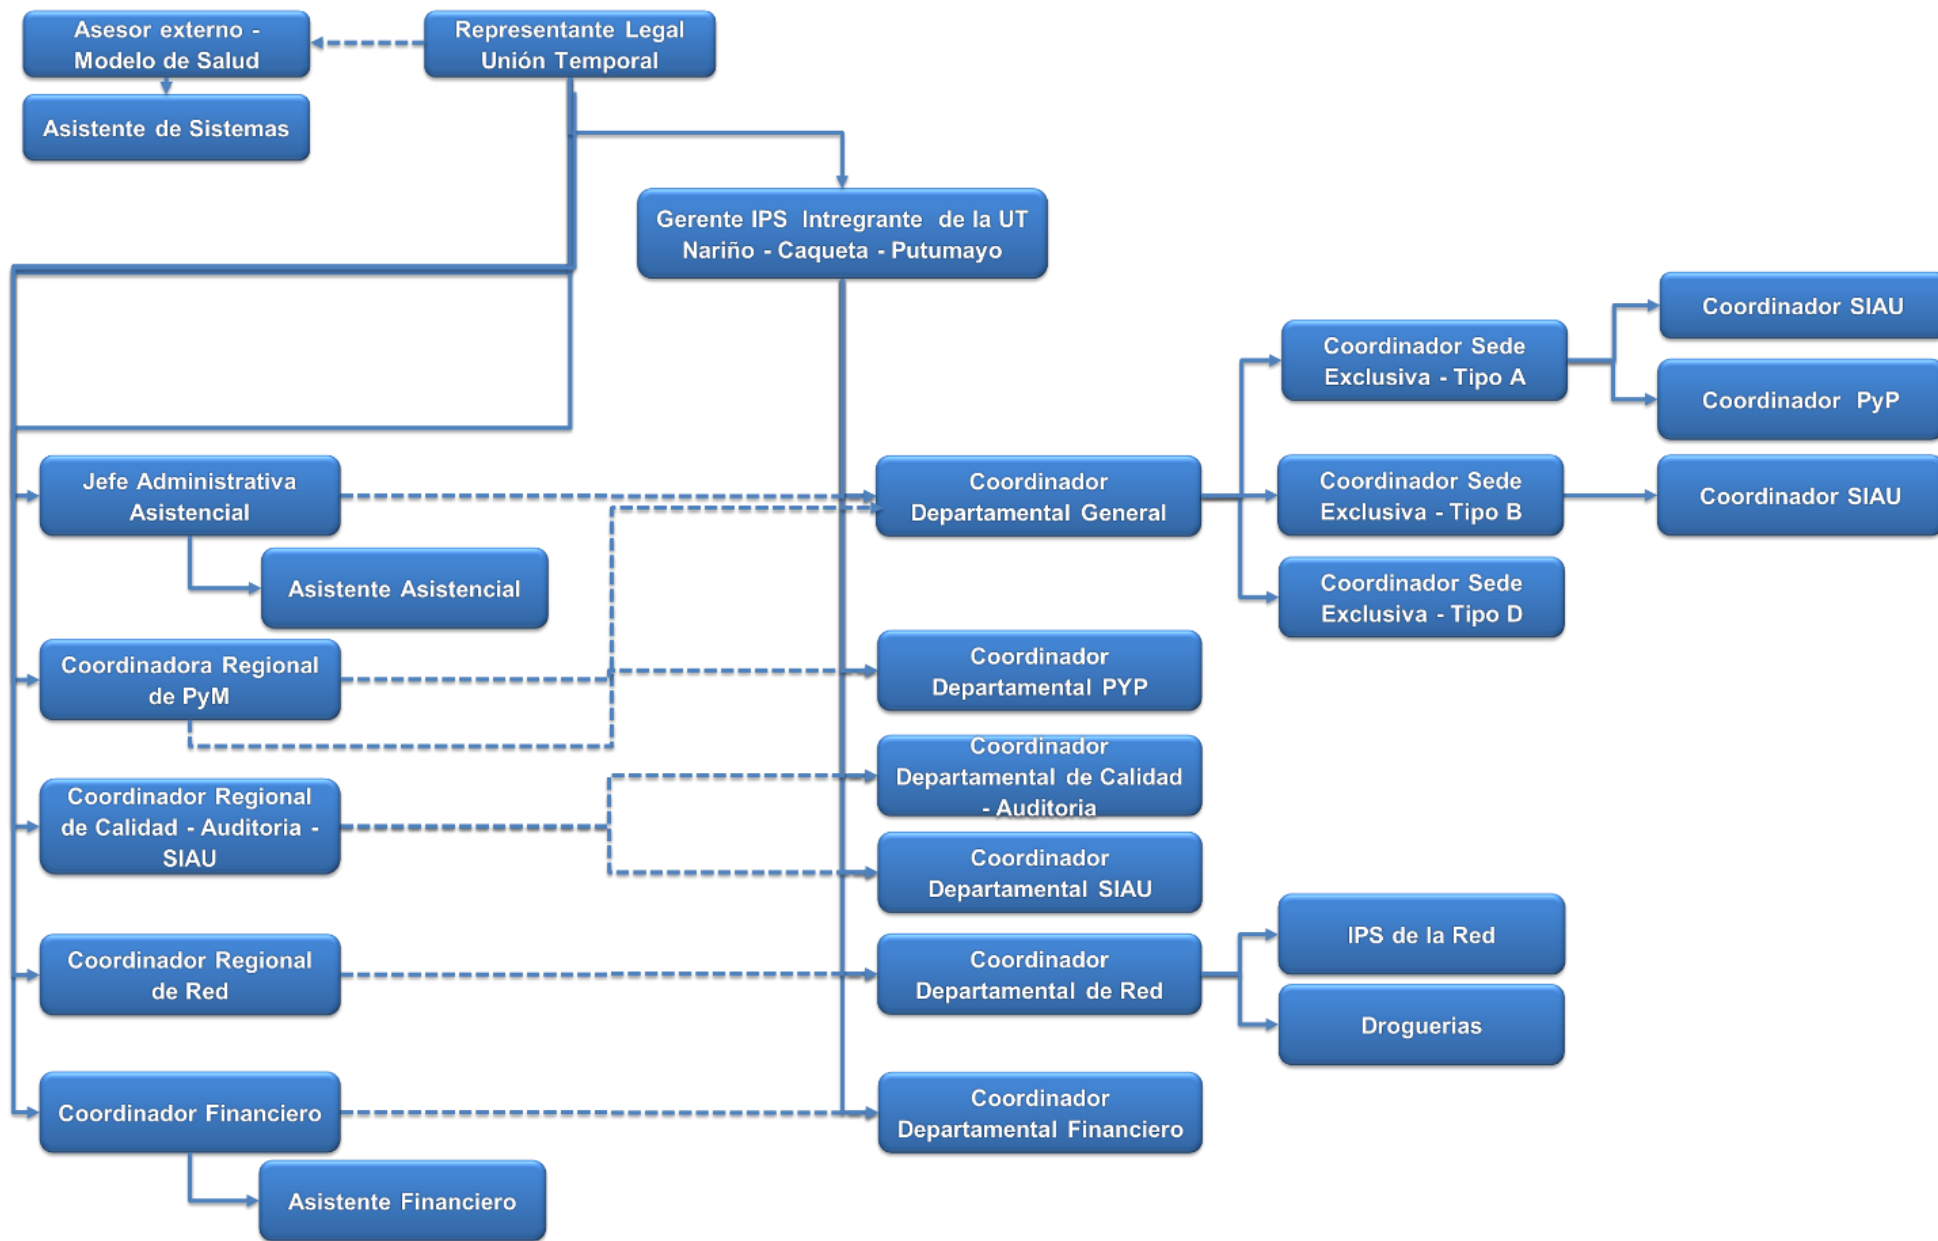 Asesor externo -
Modelo de Salud
Representante Legal
Unión Temporal
Asistente de Sistemas
Gerente IPS Intregrante de la UT
Nariño - Caqueta - Putumayo
Coordinador SIAU
Coordinador Sede
Exclusiva - Tipo A
Coordinador PyP
Jefe Administrativa
Asistencial
Coordinador
Departamental General
Coordinador Sede
Exclusiva - Tipo B
Coordinador SIAU
Asistente Asistencial
Coordinador Sede
Exclusiva - Tipo D
Coordinadora Regional
de PyM
Coordinador
Departamental PYP
Coordinador
Departamental de Calidad
- Auditoria
Coordinador Regional
de Calidad - Auditoria -
SIAU
Coordinador
Departamental SIAU
Coordinador Regional
de Red
Coordinador
Departamental de Red
IPS de la Red
Droguerias
Coordinador Financiero
Coordinador
Departamental Financiero
Asistente Financiero